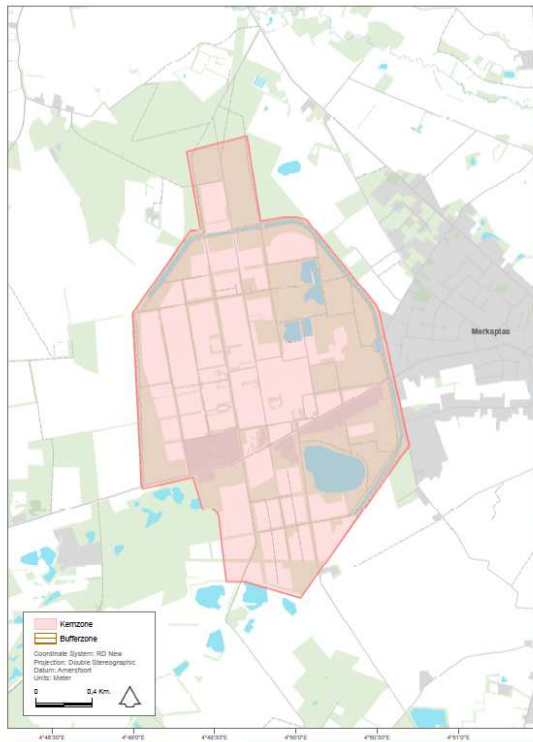 Merksplas
Kernzone
Bufferzone
Coordinate System: RD New
Projection: Double Stereographic
Datum: Amersfoort
Units: Meter
0 0,4 Km.
4°48'30"E 4°49'0"E 4°49'30"E 4°50'0"E 4°50'30"E 4°51'0"E